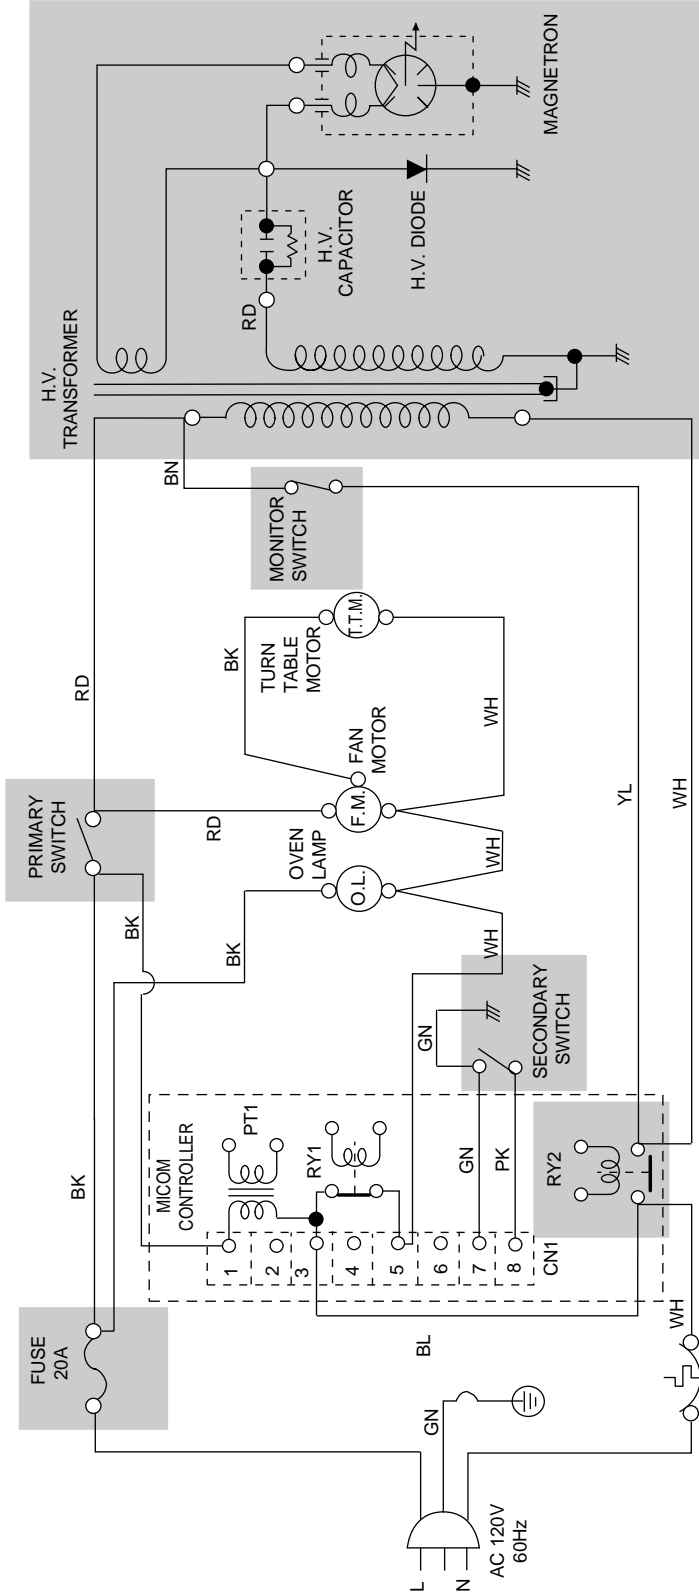 FUSE
20A
PRIMARY
SWITCH
H.V.
TRANSFORMER
BK
BK
RD
BN
RD
H.V.
CAPACITOR
H.V. DIODE
MAGNETRON
MICOM
CONTROLLER
PT1
RY1
BK
RD
BK
OVEN
LAMP
O.L.
FAN
MOTOR
F.M.
TURN
TABLE
MOTOR
T.T.M.
MONITOR
SWITCH
1
2
3
4
5
6
7
8
CN1
GN
PK
GN
WH
WH
WH
SECONDARY
SWITCH
RY2
YL
WH
BL
WH
GN
L
N
AC 120V
60Hz